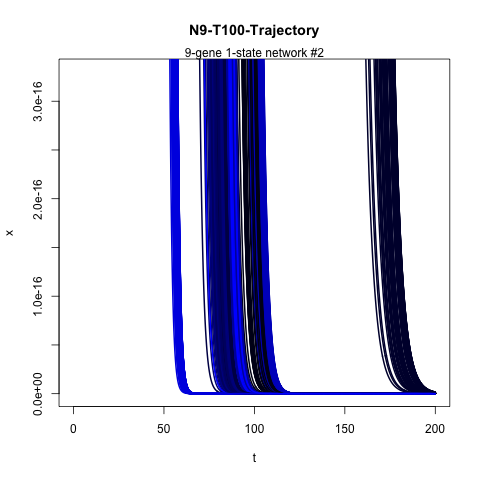 N9-T100-Trajectory
9-gene 1-state network #2
3.0e-16
2.0e-16
1.0e-16
0.0e+00
x
0 50 100 150 200
t